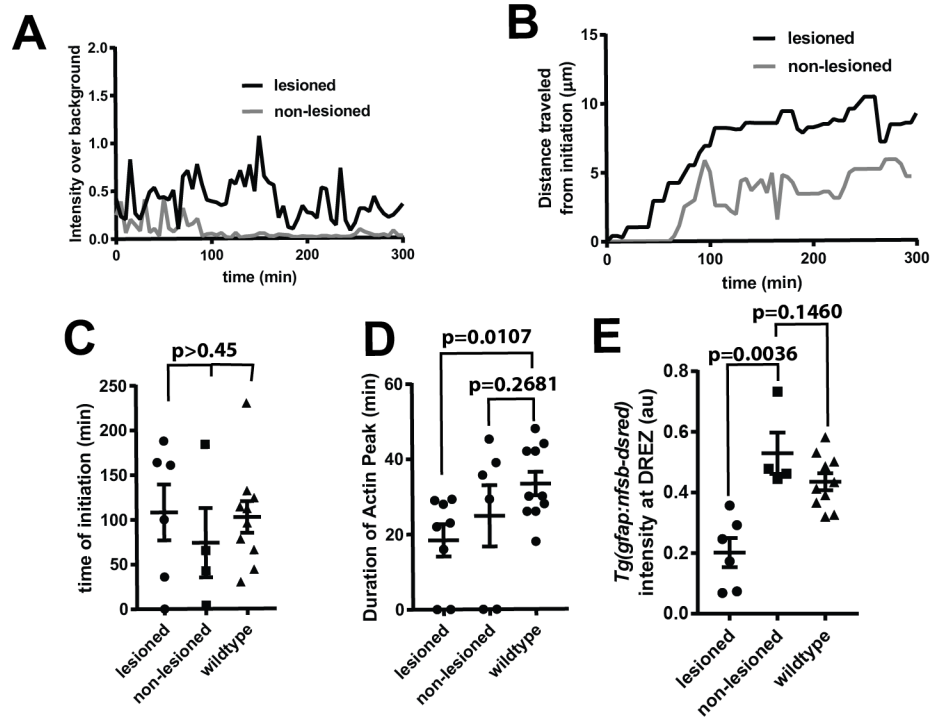 A
Intensity over background
2.0
1.5
1.0
0.5
0.0
lesioned
non-lesioned
0
100
200
300
time (min)
B
Distance traveled
from initiation (μm)
15
10
5
0
lesioned
non-lesioned
0
100
200
300
time (min)
C
p>0.45
time of initiation (min)
250
200
150
100
50
0
lesioned
non-lesioned
wildtype
D
p=0.0107
p=0.2681
Duration of Actin Peak (min)
60
40
20
0
lesioned
non-lesioned
wildtype
E
p=0.1460
p=0.0036
Tg(gfap:nfsb-dsred)
intensity at DREZ (au)
0.8
0.6
0.4
0.2
0.0
lesioned
non-lesioned
wildtype